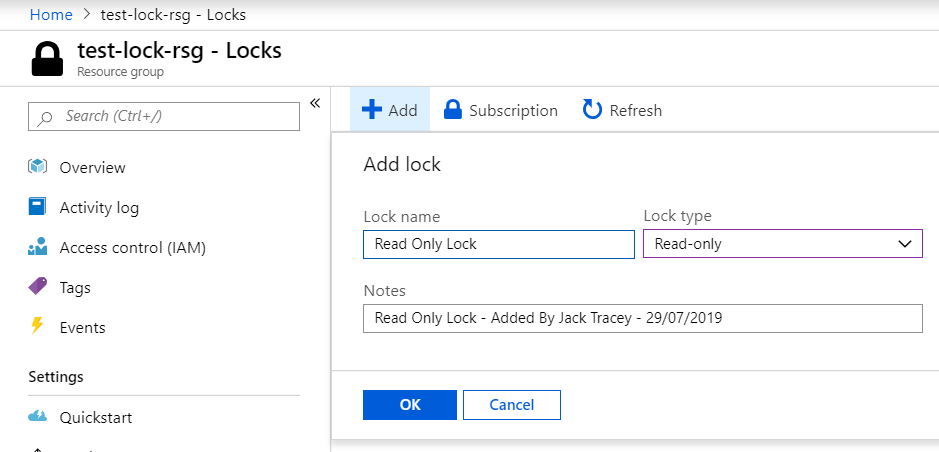 Home > test-lock-rsg - Locks
test-lock-rsg - Locks
Resource group
Search (Ctrl+/)
«
Overview
Activity log
Access control (IAM)
Tags
Events
Settings
Quickstart
Add Subscription Refresh
Add lock
Lock name Lock type
Read Only Lock Read-only
Notes
Read Only Lock - Added By Jack Tracey - 29/07/2019
OK Cancel